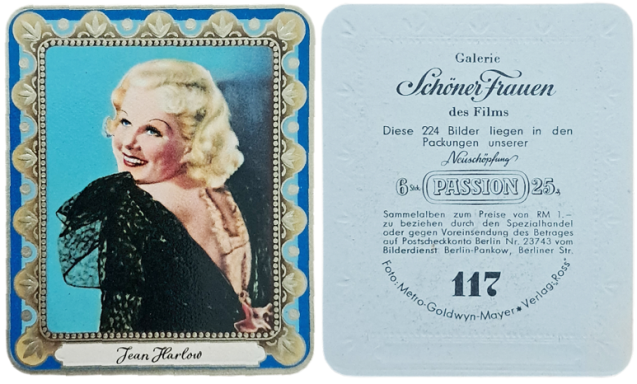 Jean Harlow
Galerie
Schöner Frauen
des Films
Diese 224 Bilder liegen in den
Packungen unserer
Neuschöpfung
6 Stck. PASSION 25₰
Sammelalben zum Preise von RM 1.–
zu beziehen durch den Spezialhandel
oder gegen Voreinsendung des Betrages
auf Postscheckkonto Berlin Nr. 23743 vom
Bilderdienst Berlin-Pankow, Berliner Str.
117
Foto: Metro-Goldwyn-Mayer ★ Verlag „Ross"